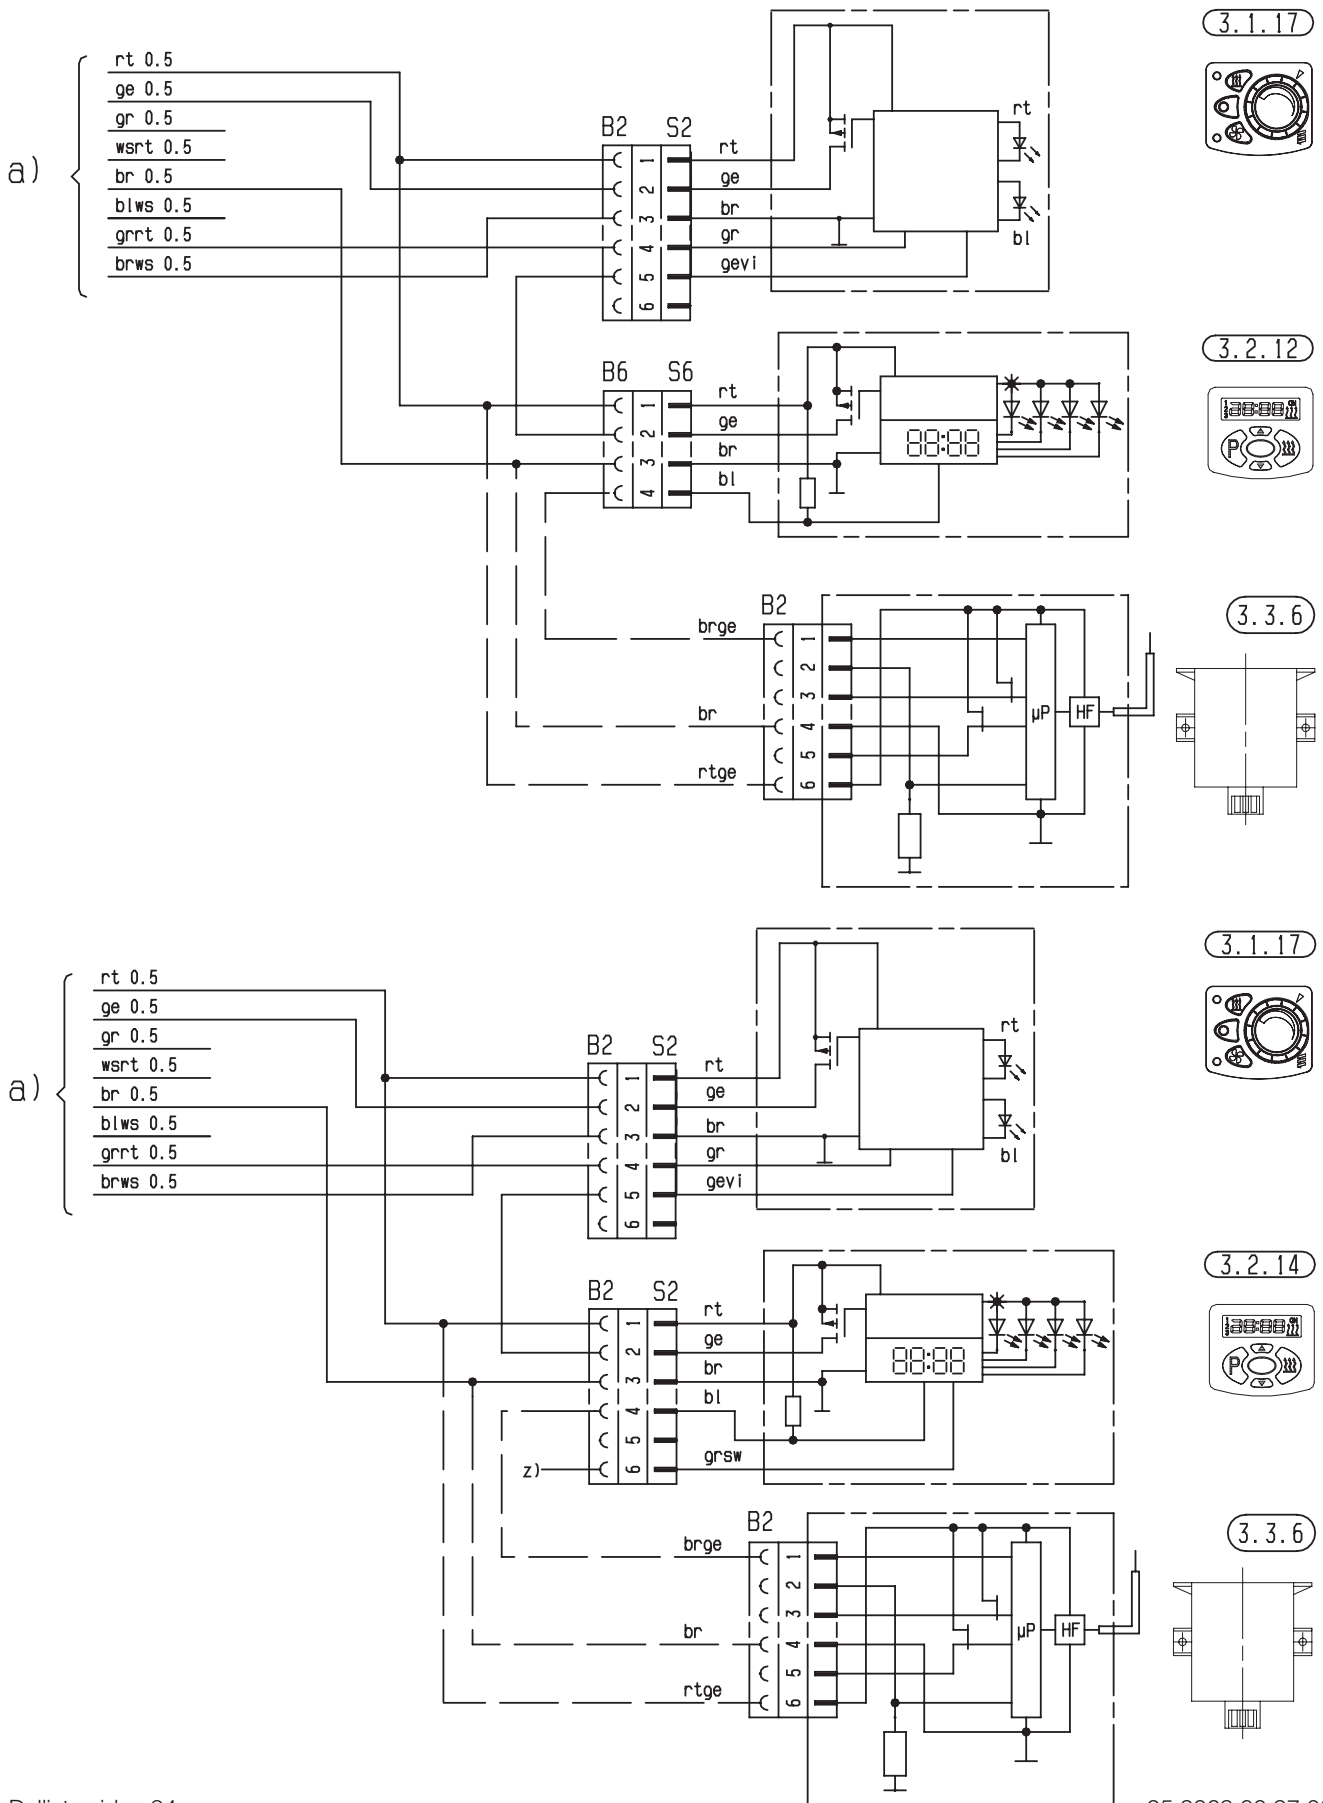 3.1.17
a)
rt 0.5
ge 0.5
gr 0.5
wsrt 0.5
br 0.5
blws 0.5
grrt 0.5
brws 0.5
B2 S2
1 rt
2 ge
3 br
4 gr
5 gevi
6
rt
bl
3.2.12
B6 S6
1 rt
2 ge
3 br
4 bl
88:88
P
3.3.6
B2
brge 1
2
3
br 4
5
rtge 6
µP
HF
3.1.17
a)
rt 0.5
ge 0.5
gr 0.5
wsrt 0.5
br 0.5
blws 0.5
grrt 0.5
brws 0.5
B2 S2
1 rt
2 ge
3 br
4 gr
5 gevi
6
rt
bl
3.2.14
B2 S2
1 rt
2 ge
3 br
4 bl
5
z) 6 grsw
88:88
P
3.3.6
B2
brge 1
2
3
br 4
5
rtge 6
µP
HF